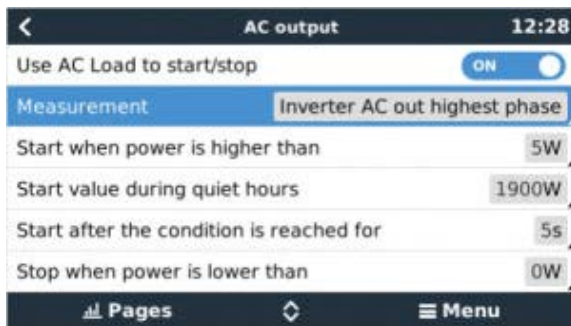 AC output 12:28
Use AC Load to start/stop ON
Measurement Inverter AC out highest phase
Start when power is higher than 5W
Start value during quiet hours 1900W
Start after the condition is reached for 5s
Stop when power is lower than 0W
Pages Menu